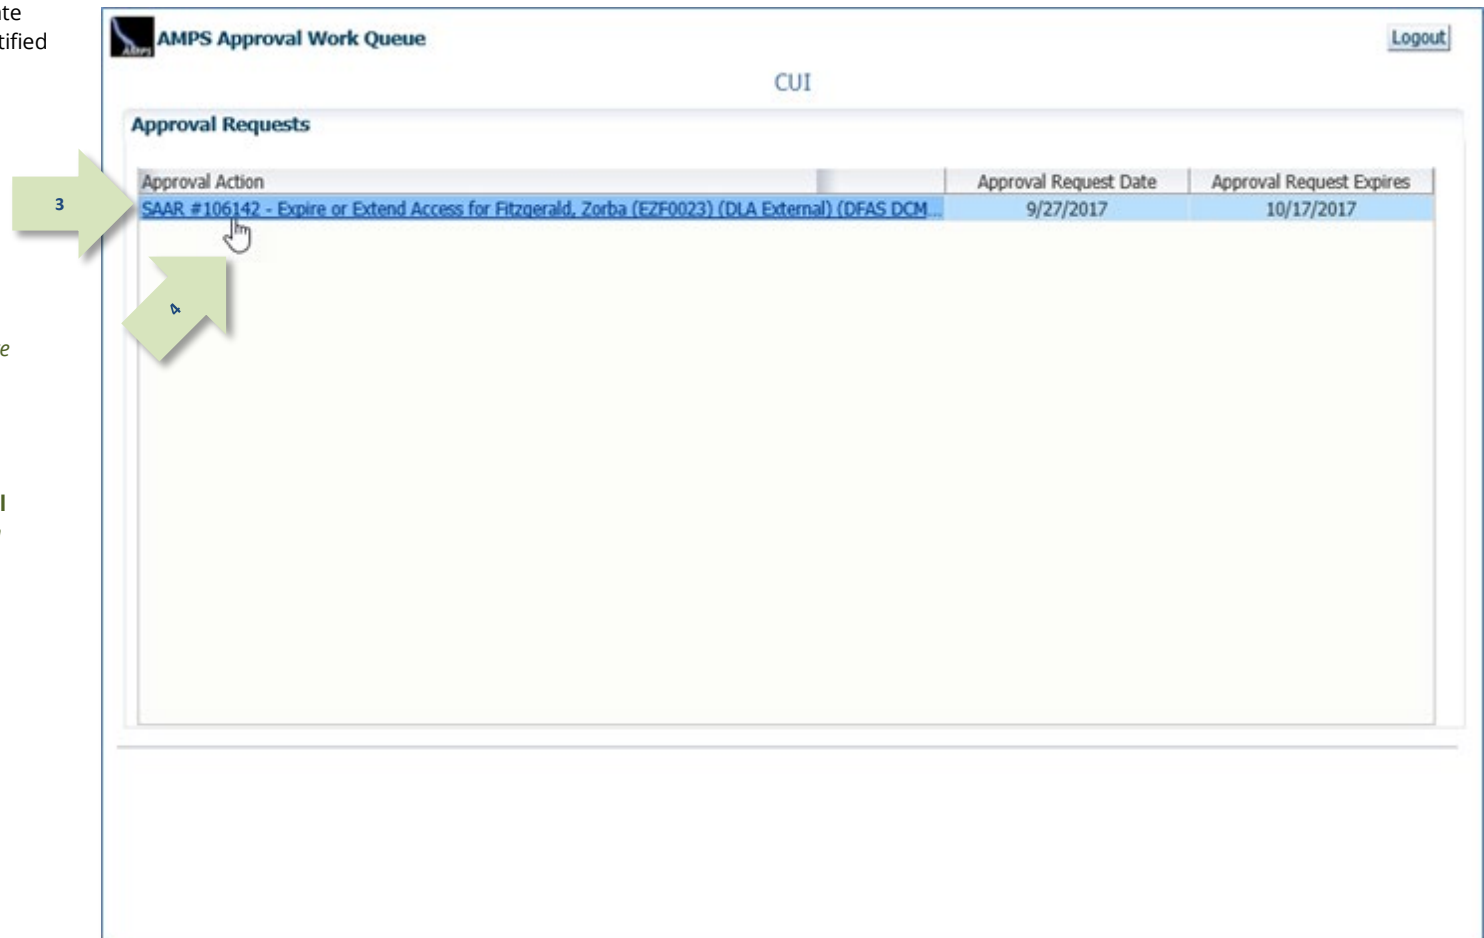 AMPS Approval Work Queue
Logout
CUI
Approval Requests
Approval Action
Approval Request Date
Approval Request Expires
3
SAAR #106142 - Expire or Extend Access for Fitzgerald, Zorba (EZF0023) (DLA External) (DFAS DCM...
9/27/2017
10/17/2017
4